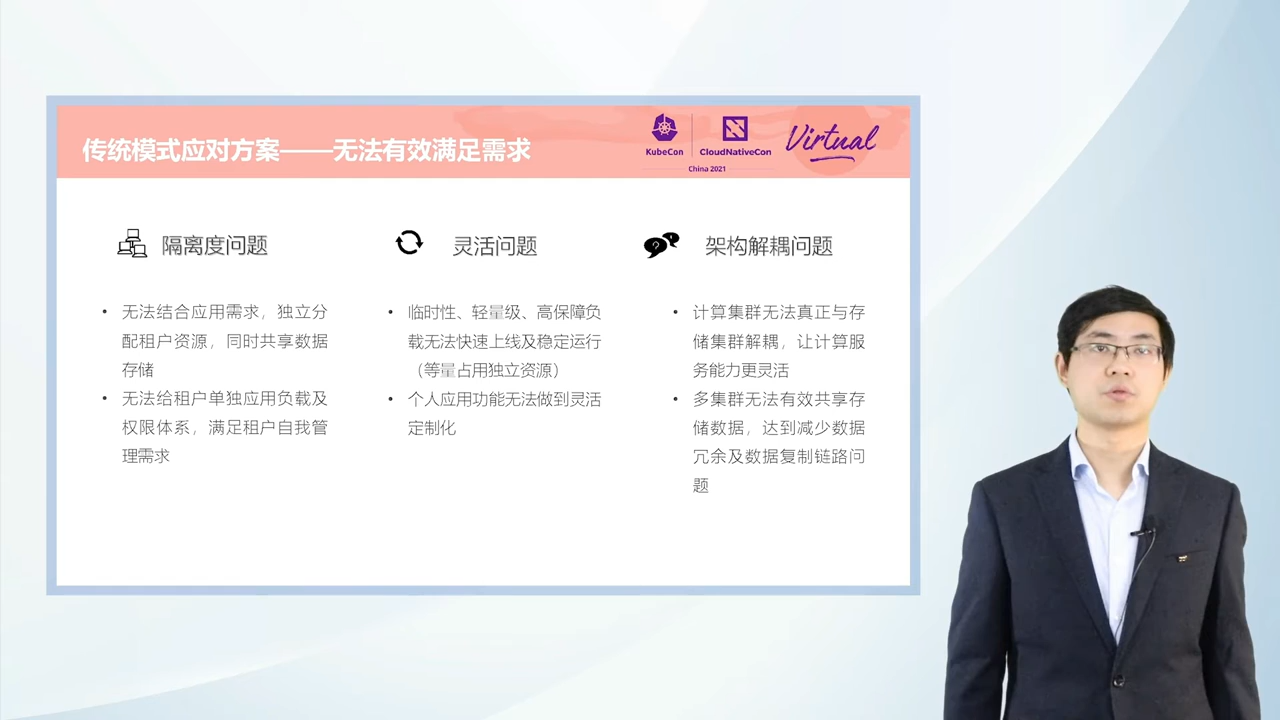 传统模式应对方案——无法有效满足需求
KubeCon
CloudNativeCon
China 2021
Virtual
隔离度问题
无法结合应用需求，独立分
配租户资源，同时共享数据
存储
无法给租户单独应用负载及
权限体系，满足租户自我管
理需求
灵活问题
临时性、轻量级、高保障负
载无法快速上线及稳定运行
（等量占用独立资源）
个人应用功能无法做到灵活
定制化
架构解耦问题
计算集群无法真正与存
储集群解耦，让计算服
务能力更灵活
多集群无法有效共享存
储数据，达到减少数据
冗余及数据复制链路问
题